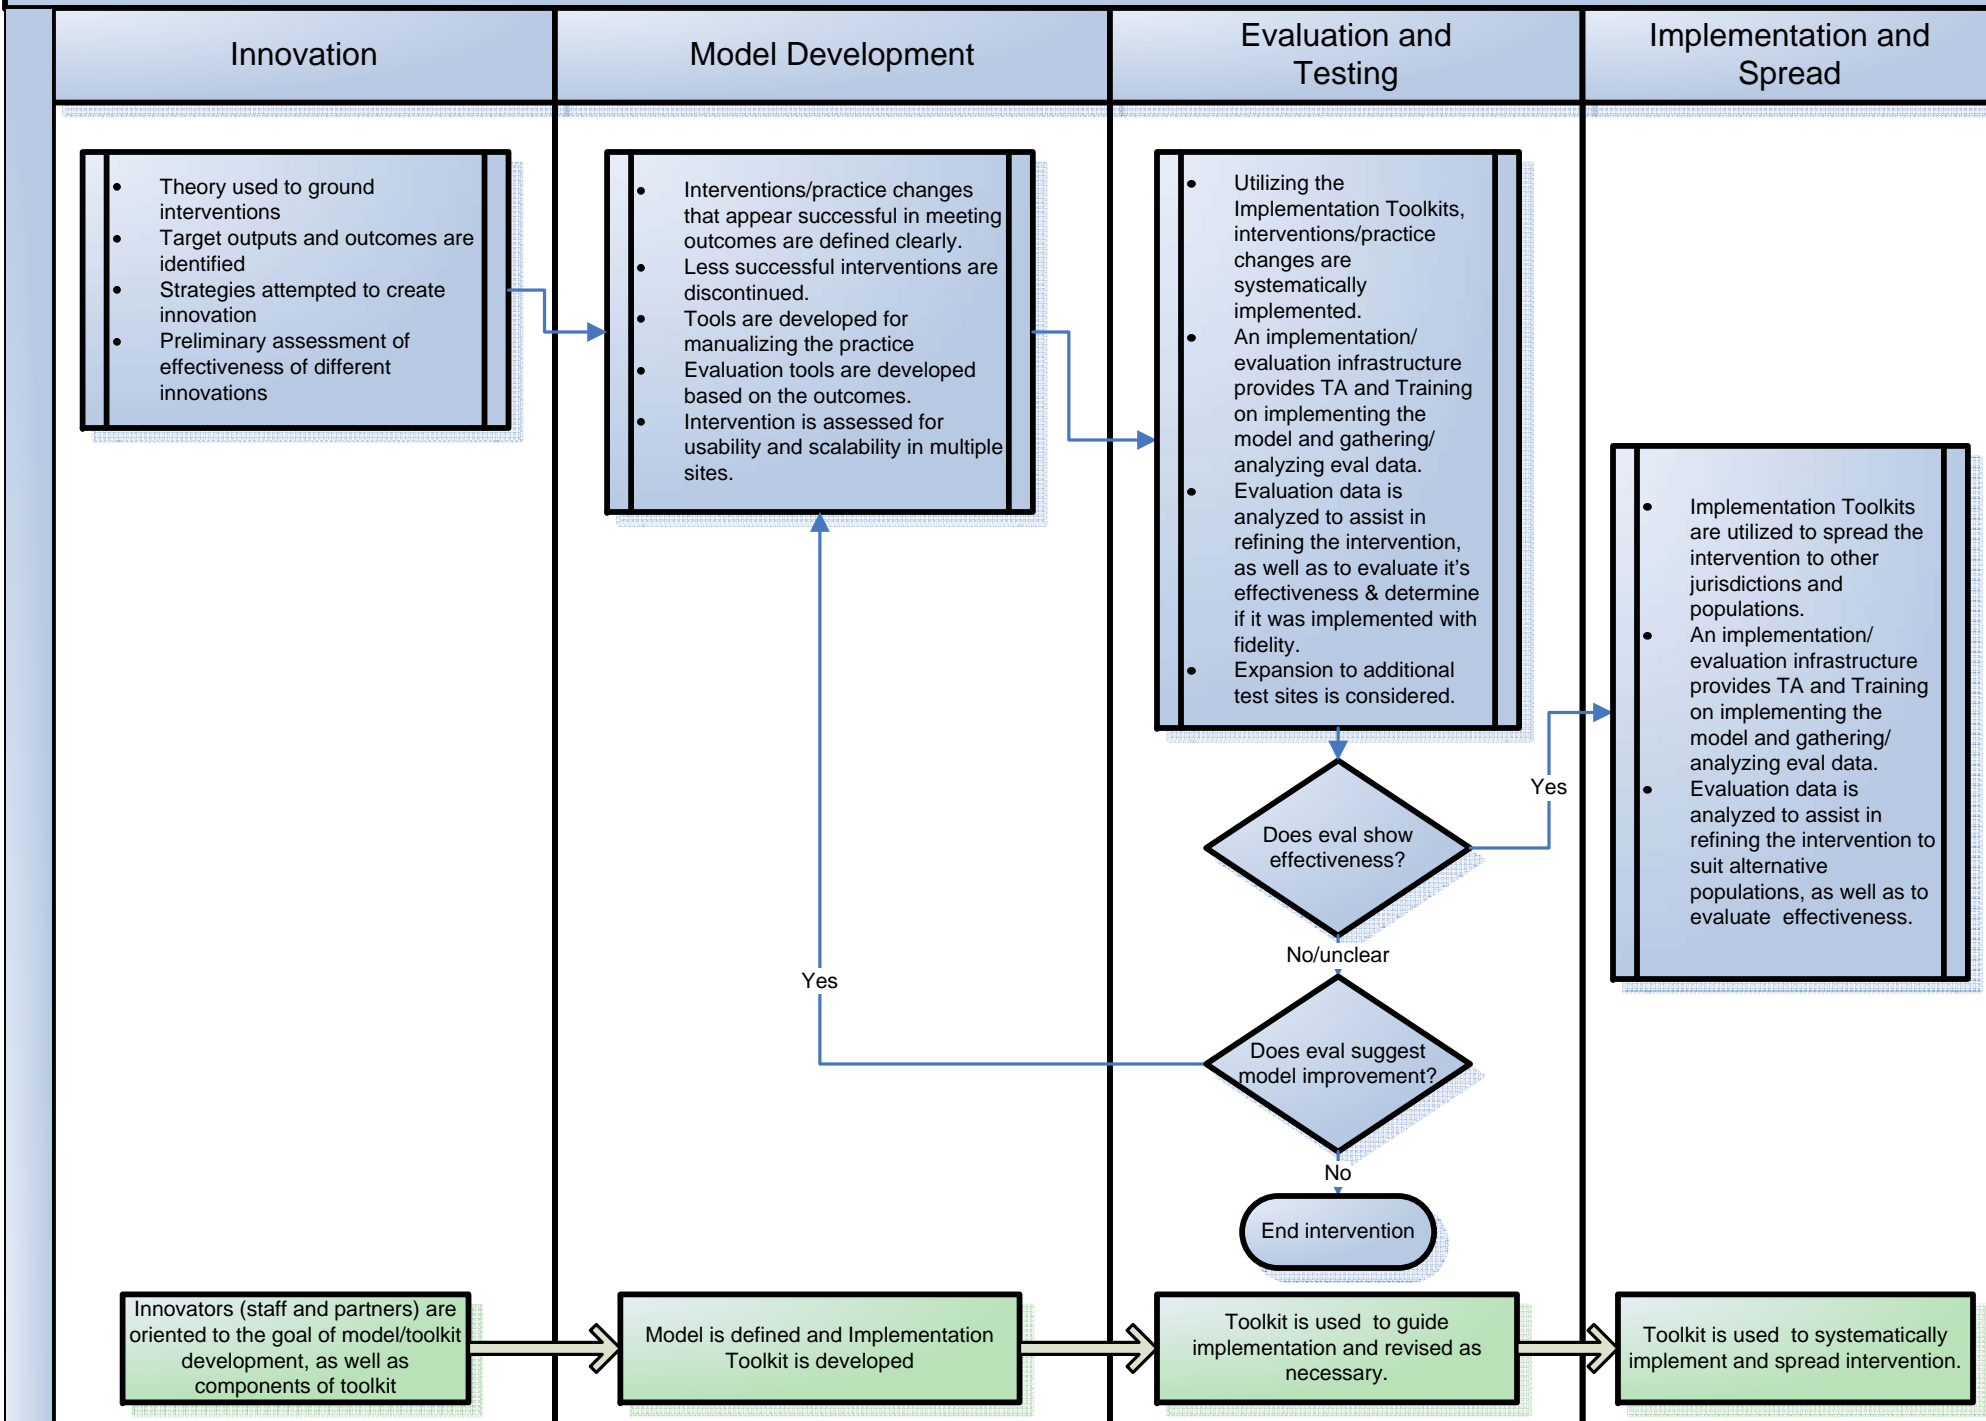 Innovation
Model Development
Evaluation and
Testing
Implementation and
Spread
• Theory used to ground
interventions
• Target outputs and outcomes are
identified
• Strategies attempted to create
innovation
• Preliminary assessment of
effectiveness of different
innovations
• Interventions/practice changes
that appear successful in meeting
outcomes are defined clearly.
• Less successful interventions are
discontinued.
• Tools are developed for
manualizing the practice
• Evaluation tools are developed
based on the outcomes.
• Intervention is assessed for
usability and scalability in multiple
sites.
• Utilizing the
Implementation Toolkits,
interventions/practice
changes are
systematically
implemented.
• An implementation/
evaluation infrastructure
provides TA and Training
on implementing the
model and gathering/
analyzing eval data.
• Evaluation data is
analyzed to assist in
refining the intervention,
as well as to evaluate it's
effectiveness & determine
if it was implemented with
fidelity.
• Expansion to additional
test sites is considered.
• Implementation Toolkits
are utilized to spread the
intervention to other
jurisdictions and
populations.
• An implementation/
evaluation infrastructure
provides TA and Training
on implementing the
model and gathering/
analyzing eval data.
• Evaluation data is
analyzed to assist in
refining the intervention to
suit alternative
populations, as well as to
evaluate effectiveness.
Does eval show
effectiveness?
Yes
No/unclear
Does eval suggest
model improvement?
Yes
No
End intervention
Innovators (staff and partners) are
oriented to the goal of model/toolkit
development, as well as
components of toolkit
Model is defined and Implementation
Toolkit is developed
Toolkit is used to guide
implementation and revised as
necessary.
Toolkit is used to systematically
implement and spread intervention.